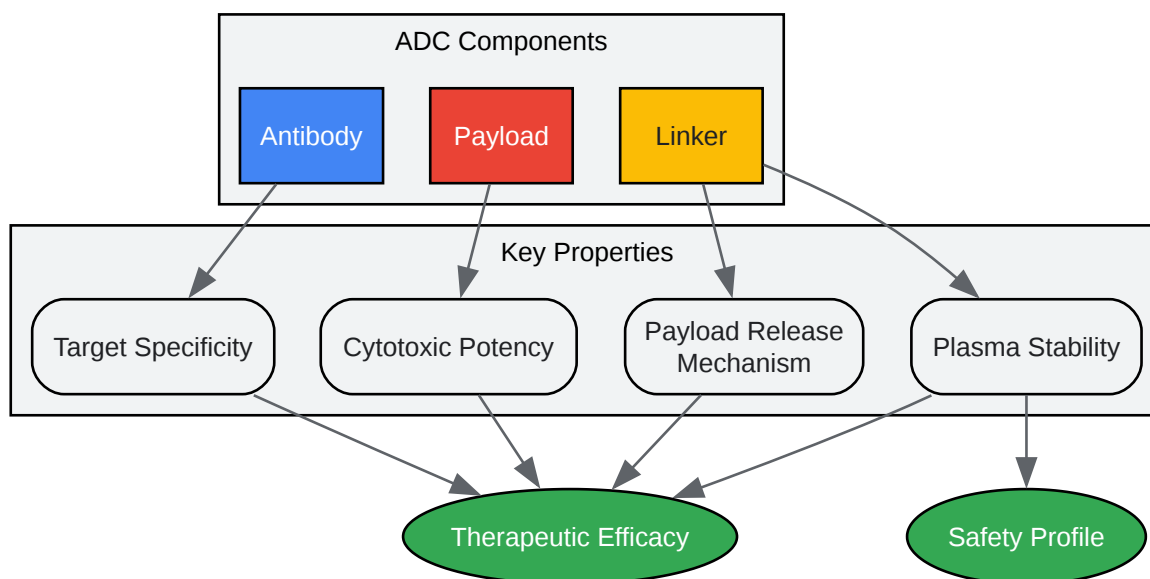 ADC Components
Antibody
Payload
Linker
Key Properties
Target Specificity
Cytotoxic Potency
Payload Release
Mechanism
Plasma Stability
Therapeutic Efficacy
Safety Profile